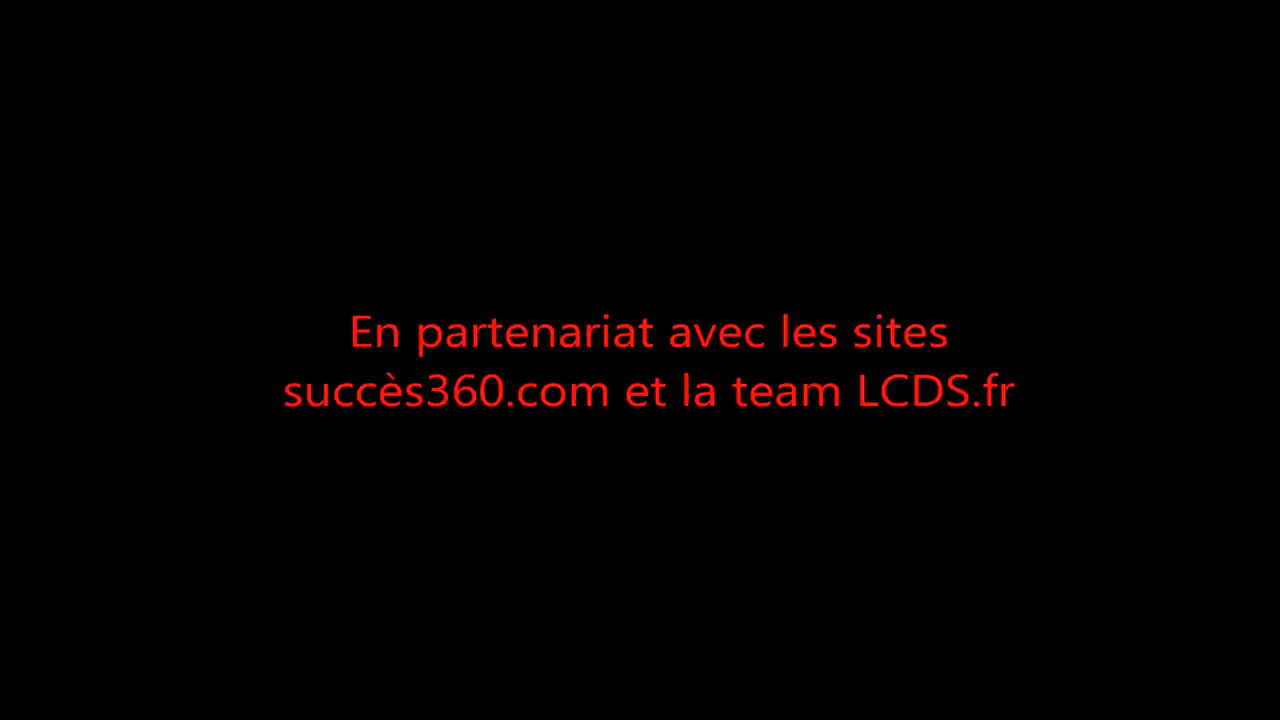 En partenariat avec les sites
succès360.com et la team LCDS.fr